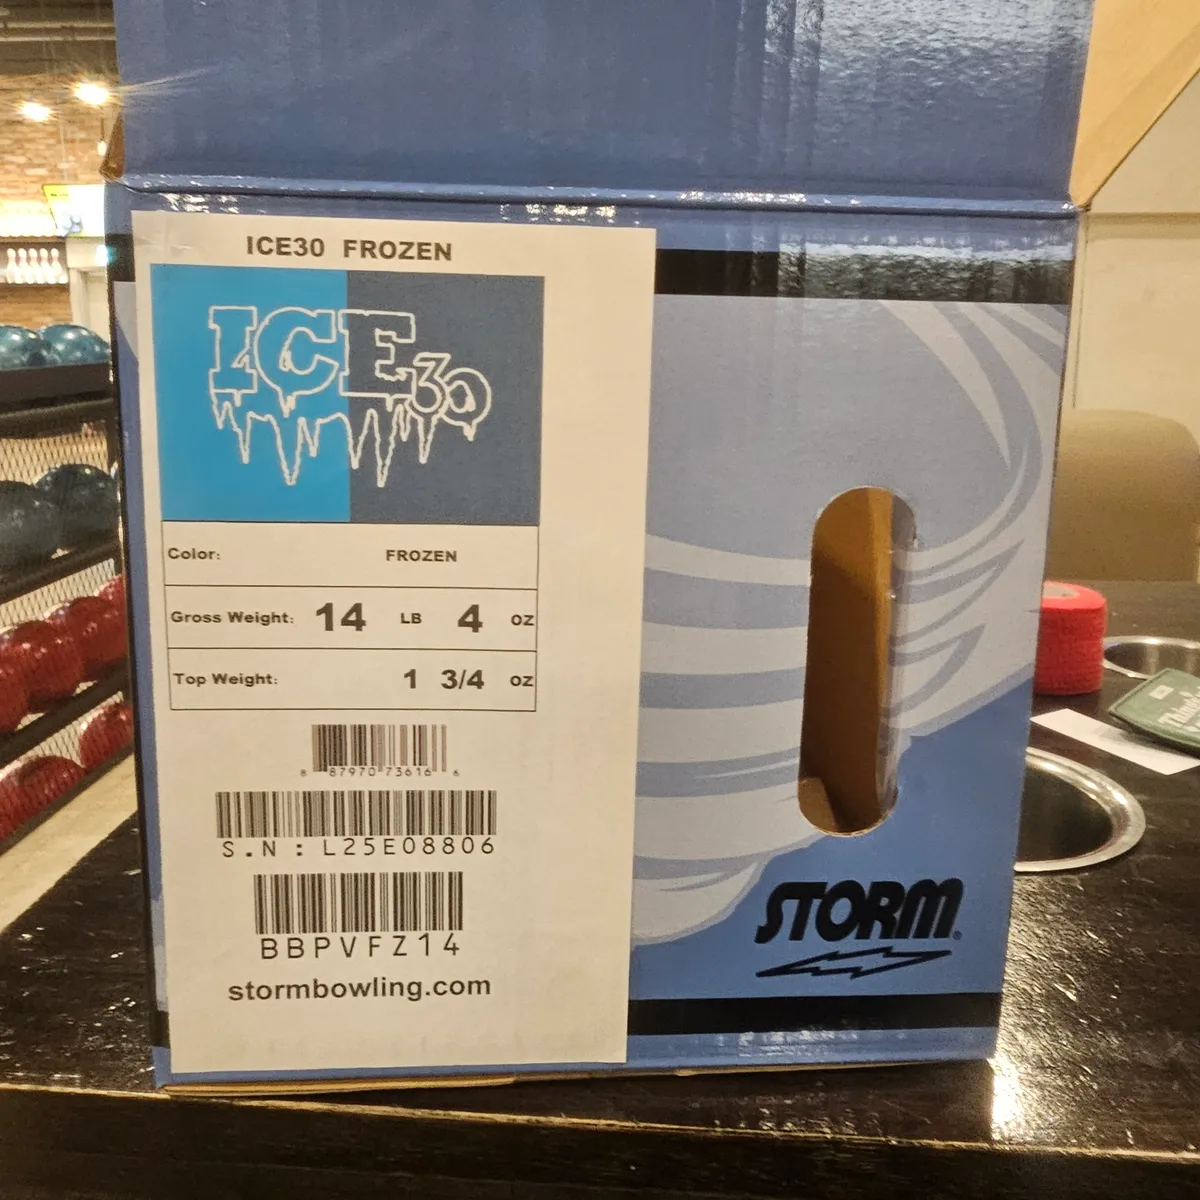 ICE30 FROZEN
ICE30
Color: FROZEN
Gross Weight: 14 LB 4 oz
Top Weight: 1 3/4 oz
8 87970 73616 6
S.N : L25E08806
BBPVFZ14
stormbowling.com
STORM®